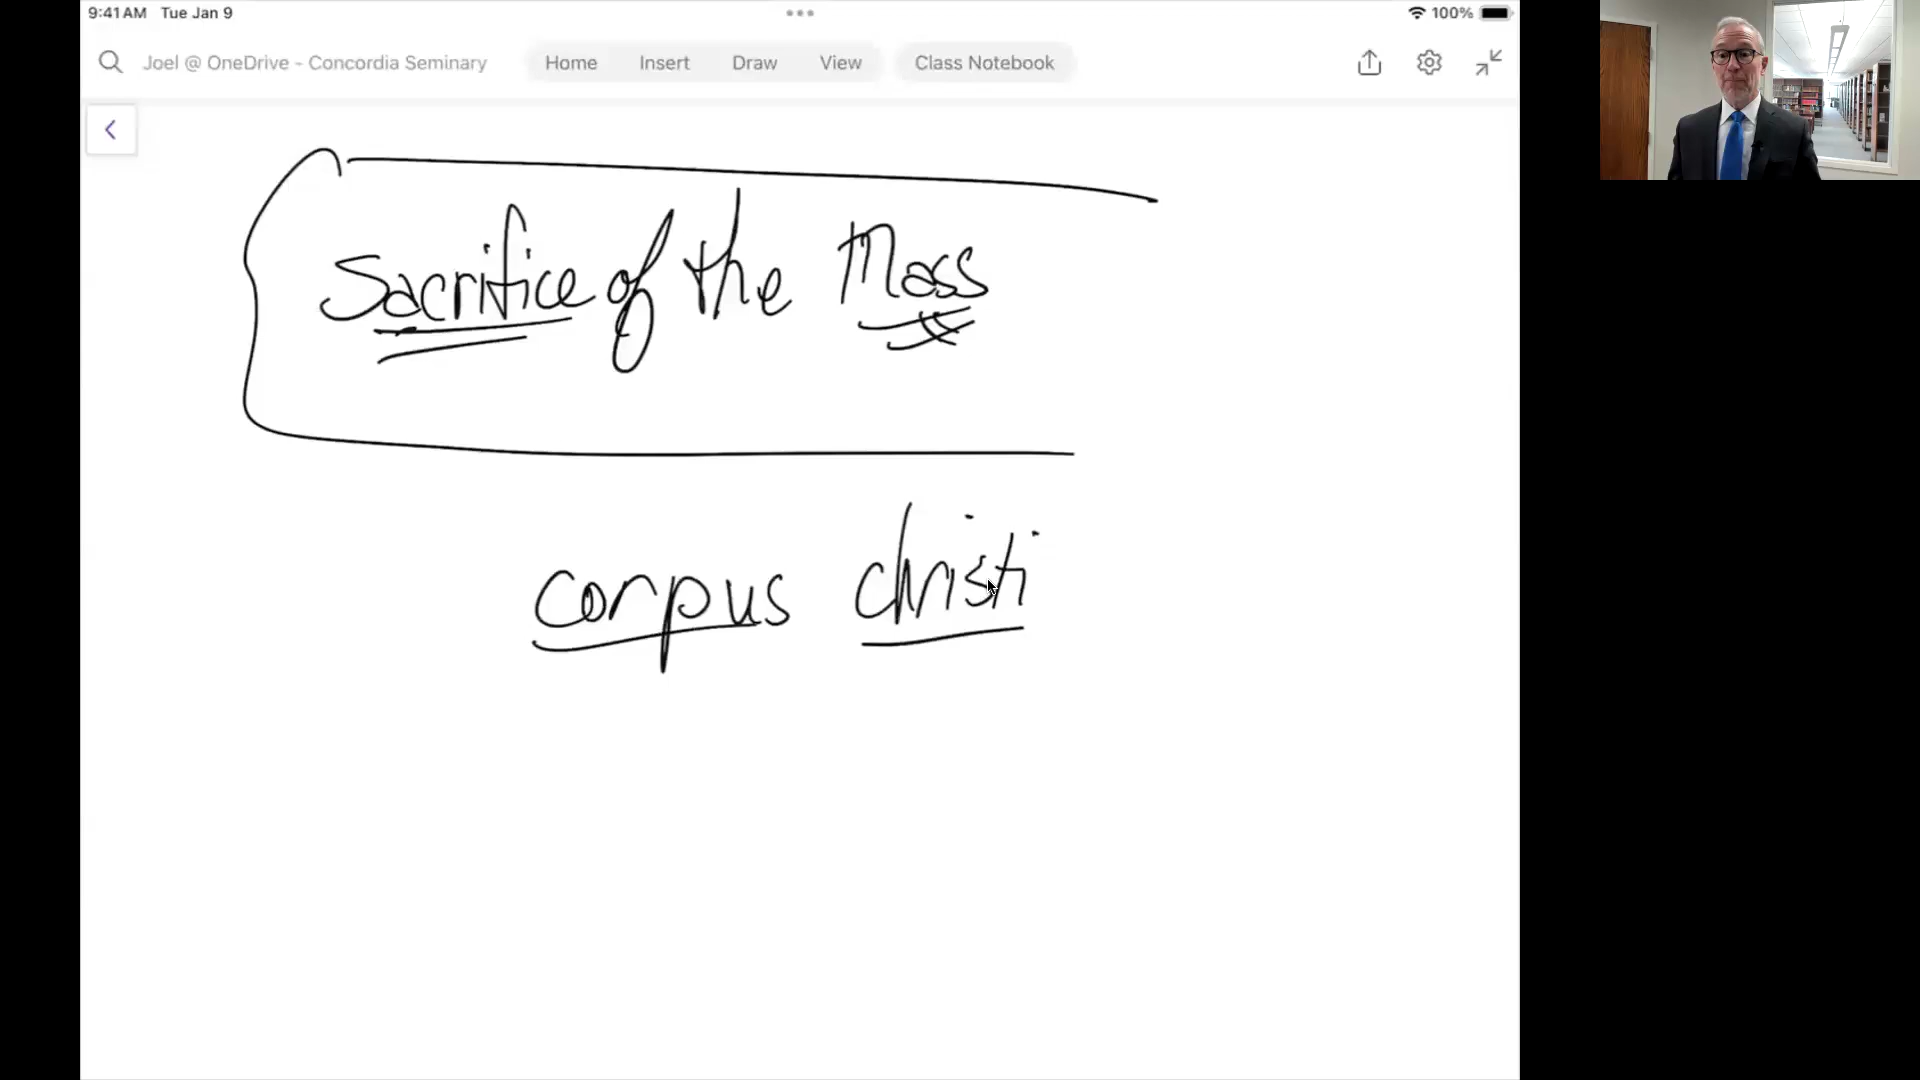 9:41 AM Tue Jan 9
100%
Joel @ OneDrive - Concordia Seminary Home Insert Draw View Class Notebook
Sacrifice of the Mass
corpus christi